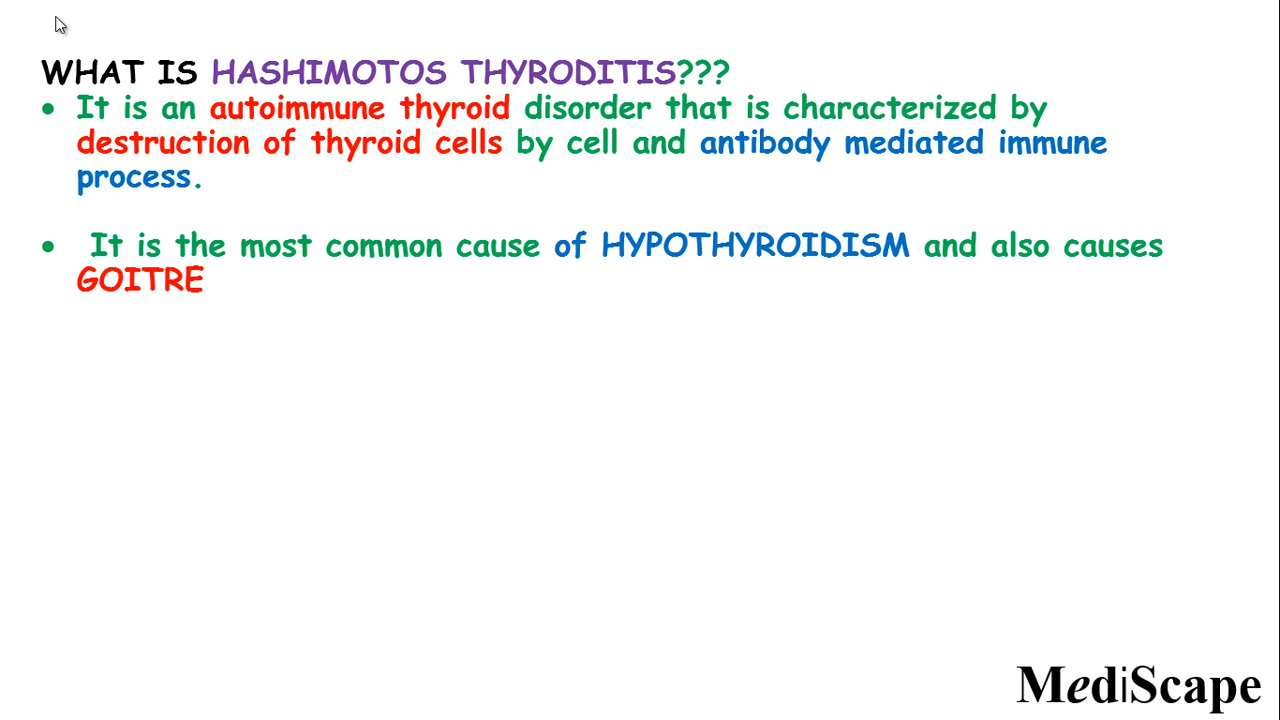 WHAT IS HASHIMOTOS THYRODITIS???
• It is an autoimmune thyroid disorder that is characterized by
destruction of thyroid cells by cell and antibody mediated immune
process.
• It is the most common cause of HYPOTHYROIDISM and also causes
GOITRE
MediScape